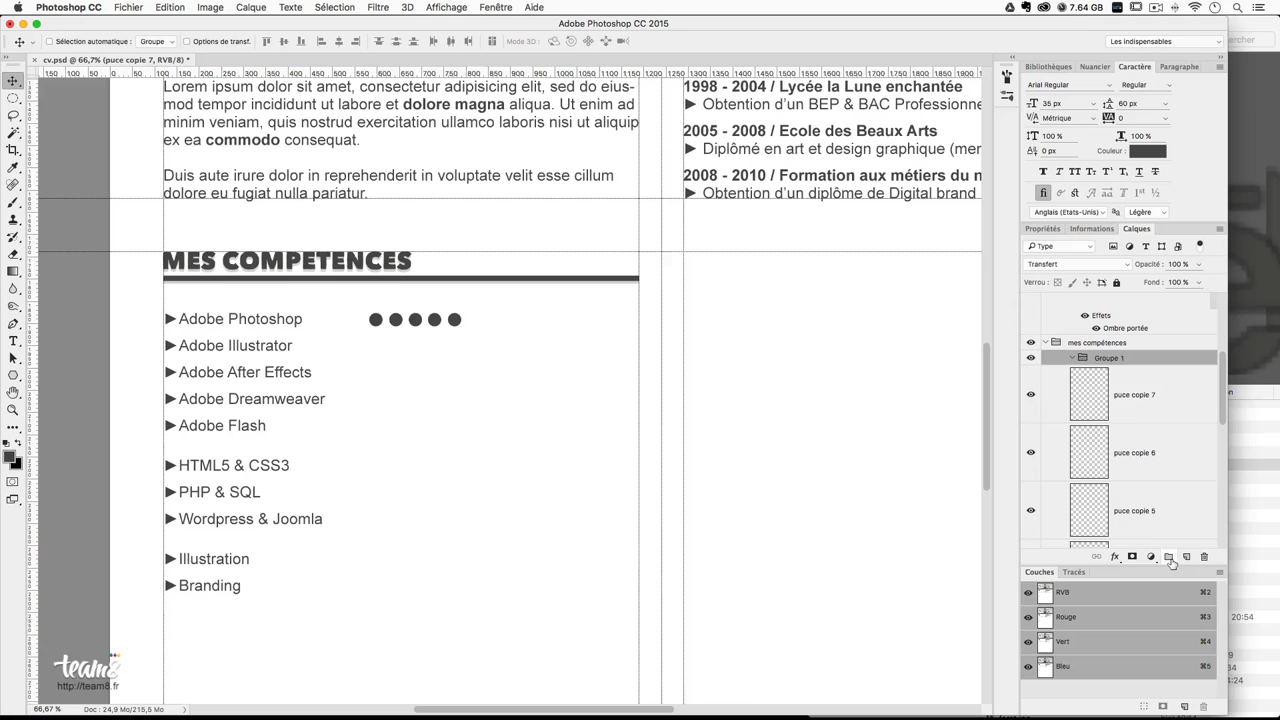 Photoshop CC Fichier Edition Image Calque Texte Sélection Filtre 3D Affichage Fenêtre Aide 7.64 GB
Adobe Photoshop CC 2015
Sélection automatique : Groupe Options de transf. Mode 3D : Les indispensables
cv.psd @ 66,7% (puce copie 7, RVB/8) *
Lorem ipsum dolor sit amet, consectetur adipisicing elit, sed do eius-
mod tempor incididunt ut labore et dolore magna aliqua. Ut enim ad
minim veniam, quis nostrud exercitation ullamco laboris nisi ut aliquip
ex ea commodo consequat.
Duis aute irure dolor in reprehenderit in voluptate velit esse cillum
dolore eu fugiat nulla pariatur.
1998 - 2004 / Lycée la Lune enchantée
► Obtention d’un BEP & BAC Professionne
2005 - 2008 / Ecole des Beaux Arts
► Diplômé en art et design graphique (mer
2008 - 2010 / Formation aux métiers du n
► Obtention d’un diplôme de Digital brand
MES COMPETENCES
►Adobe Photoshop
►Adobe Illustrator
►Adobe After Effects
►Adobe Dreamweaver
►Adobe Flash
►HTML5 & CSS3
►PHP & SQL
►Wordpress & Joomla
►Illustration
►Branding
team8
http://team8.fr
66,67% Doc : 24,9 Mo/215,5 Mo
Bibliothèques Nuancier Caractère Paragraphe
Arial Regular Regular
35 px 60 px
Métrique 0
100 % 100 %
0 px Couleur :
Anglais (Etats-Unis) Légère
Propriétés Informations Calques
Type
Transfert Opacité : 100 %
Verrou : Fond : 100 %
Effets
Ombre portée
mes compétences
Groupe 1
puce copie 7
puce copie 6
puce copie 5
Couches Tracés
RVB ⌘2
Rouge ⌘3
Vert ⌘4
Bleu ⌘5